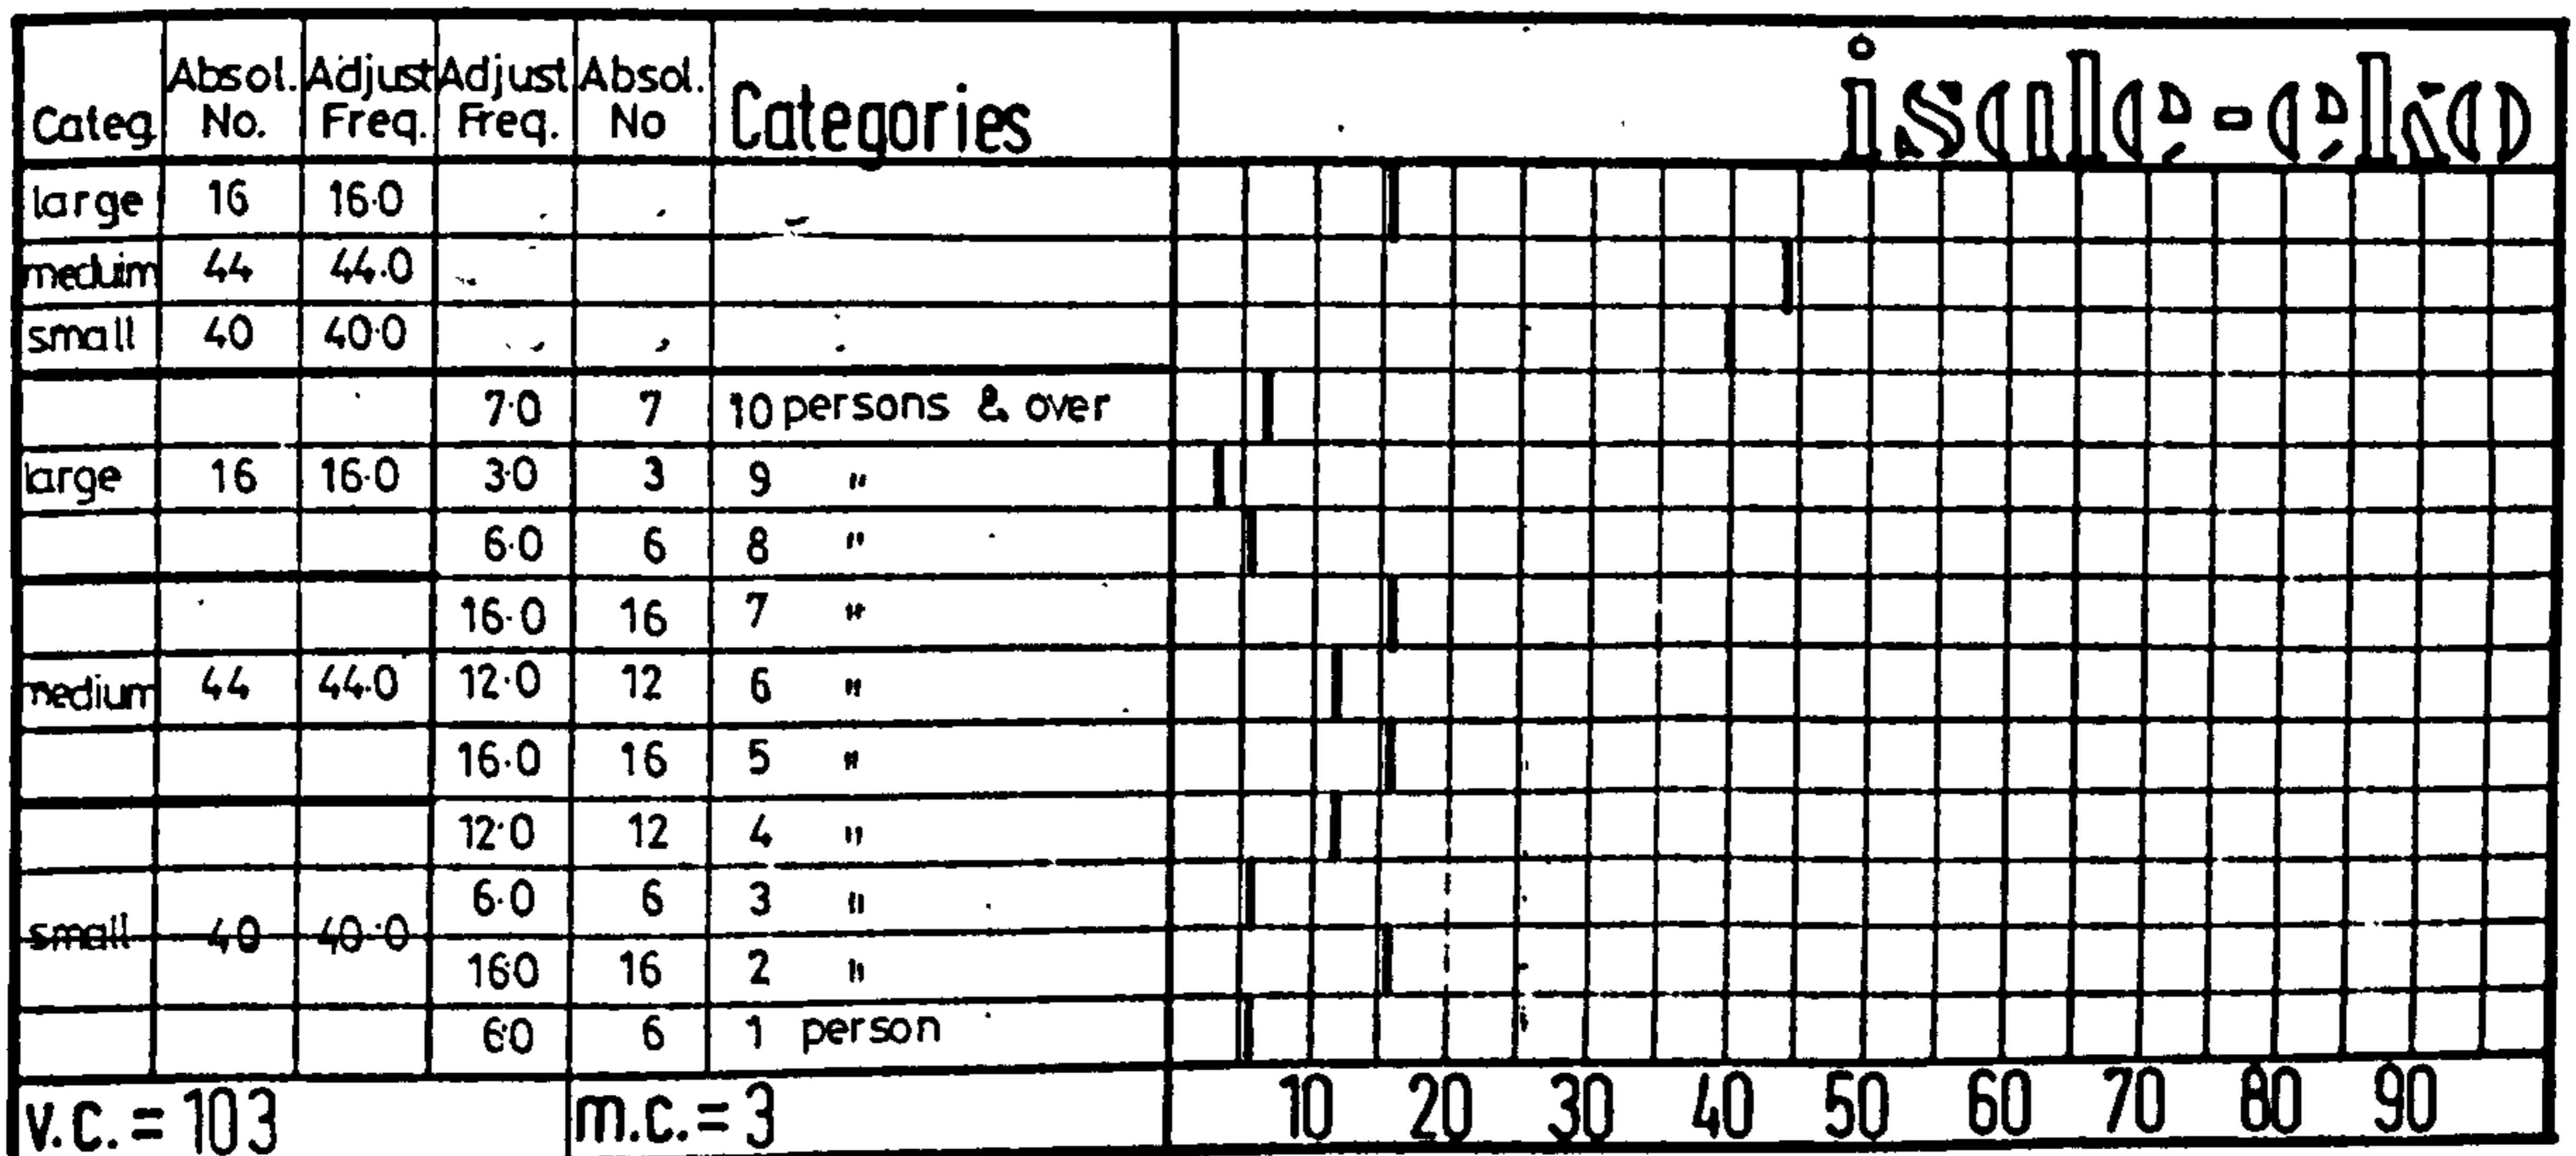 Categ. Absol. No. Adjust Freq. Adjust Freq. Absol. No Categories isale-eko
large 16 16.0
meduim 44 44.0
small 40 40.0
7.0 7 10 persons & over
large 16 16.0 3.0 3 9 "
6.0 6 8 "
16.0 16 7 "
medium 44 44.0 12.0 12 6 "
16.0 16 5 "
12.0 12 4 "
6.0 6 3 "
small 40 40.0
16.0 16 2 "
6.0 6 1 person
v.c. = 103 m.c. = 3 10 20 30 40 50 60 70 80 90